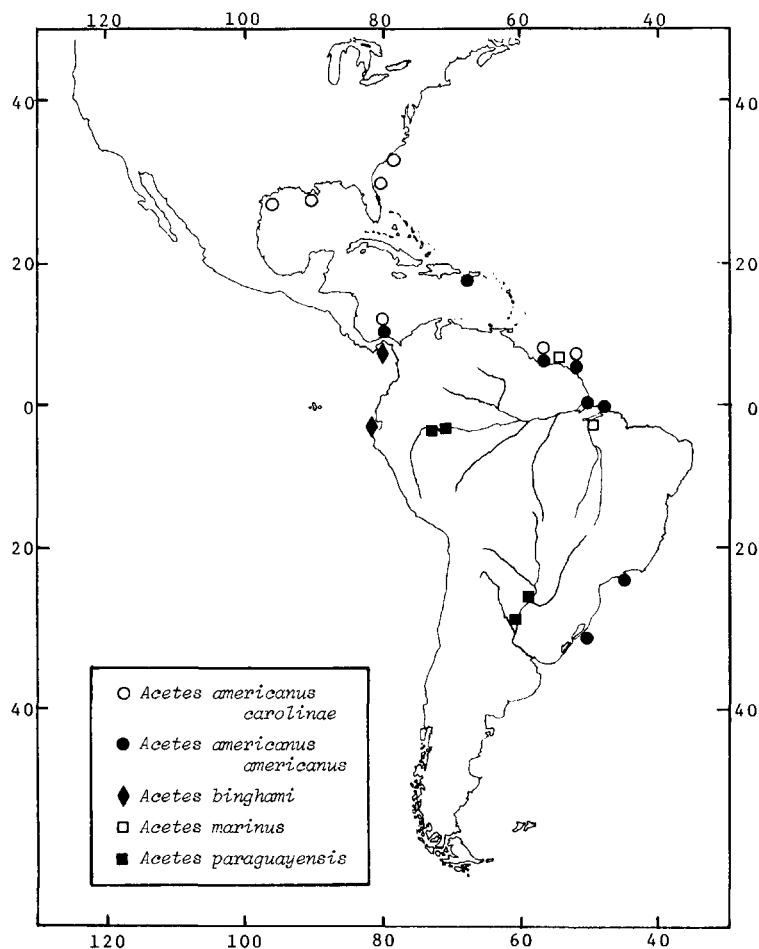 120 100 80 60 40
40 40
20 20
0 0
20 20
40 40
Acetes americanus
carolinae
Acetes americanus
americanus
Acetes binghami
Acetes marinus
Acetes paraguayensis
120 100 80 60 40